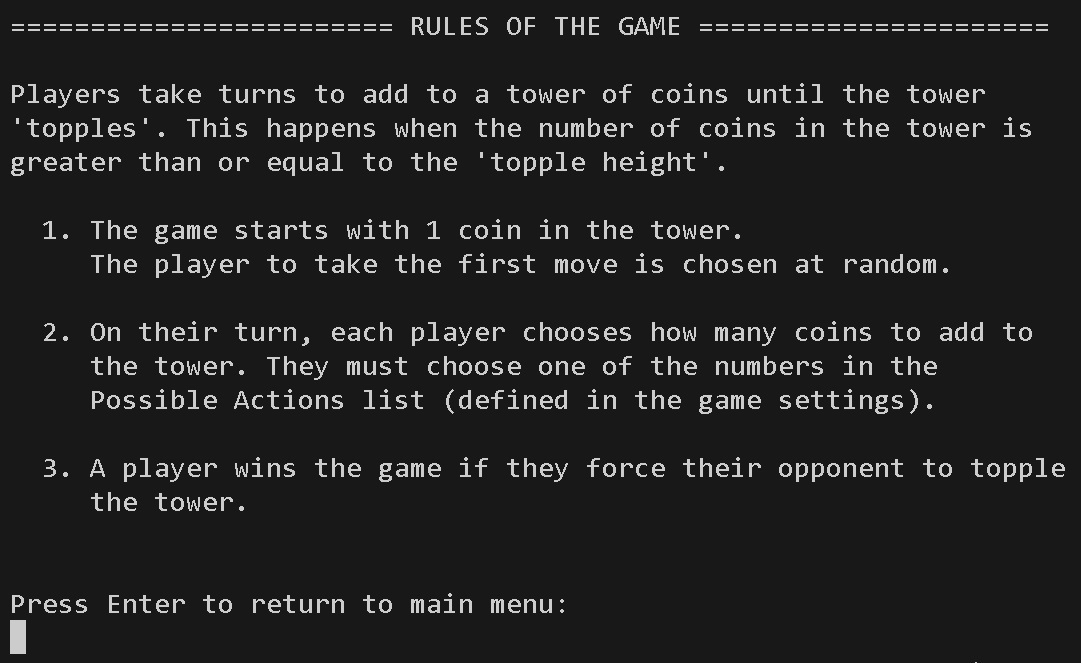 ======================== RULES OF THE GAME ======================
Players take turns to add to a tower of coins until the tower
'topples'. This happens when the number of coins in the tower is
greater than or equal to the 'topple height'.
1. The game starts with 1 coin in the tower.
The player to take the first move is chosen at random.
2. On their turn, each player chooses how many coins to add to
the tower. They must choose one of the numbers in the
Possible Actions list (defined in the game settings).
3. A player wins the game if they force their opponent to topple
the tower.
Press Enter to return to main menu: